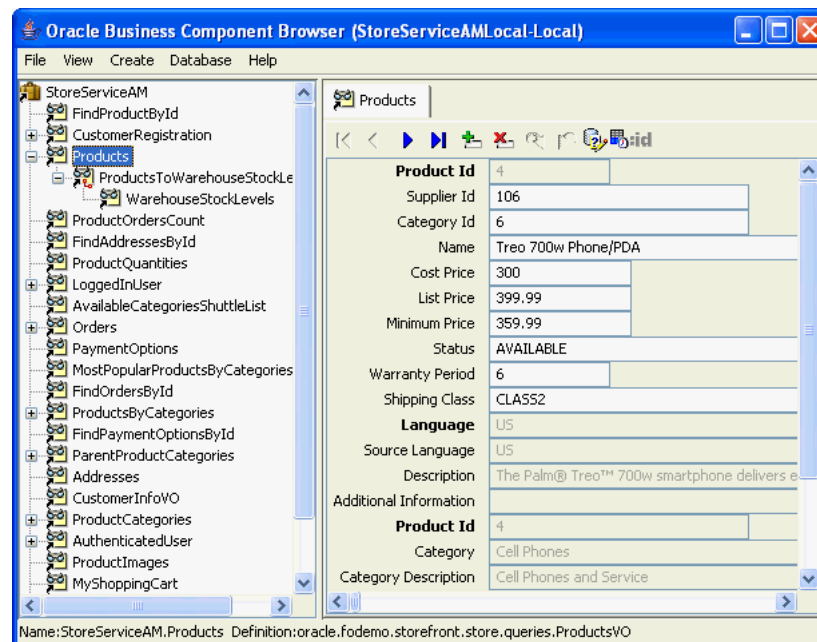 Oracle Business Component Browser (StoreServiceAMLocal-Local)
File View Create Database Help
StoreServiceAM
FindProductById
CustomerRegistration
Products
ProductsToWarehouseStockLe
WarehouseStockLevels
ProductOrdersCount
FindAddressesById
ProductQuantities
LoggedInUser
AvailableCategoriesShuttleList
Orders
PaymentOptions
MostPopularProductsByCategories
FindOrdersById
ProductsByCategories
FindPaymentOptionsById
ParentProductCategories
Addresses
CustomerInfoVO
ProductCategories
AuthenticatedUser
ProductImages
MyShoppingCart
Products
:id
Product Id 4
Supplier Id 106
Category Id 6
Name Treo 700w Phone/PDA
Cost Price 300
List Price 399.99
Minimum Price 359.99
Status AVAILABLE
Warranty Period 6
Shipping Class CLASS2
Language US
Source Language US
Description The Palm® Treo™ 700w smartphone delivers e
Additional Information
Product Id 4
Category Cell Phones
Category Description Cell Phones and Service
Name:StoreServiceAM.Products Definition:oracle.fodemo.storefront.store.queries.ProductsVO